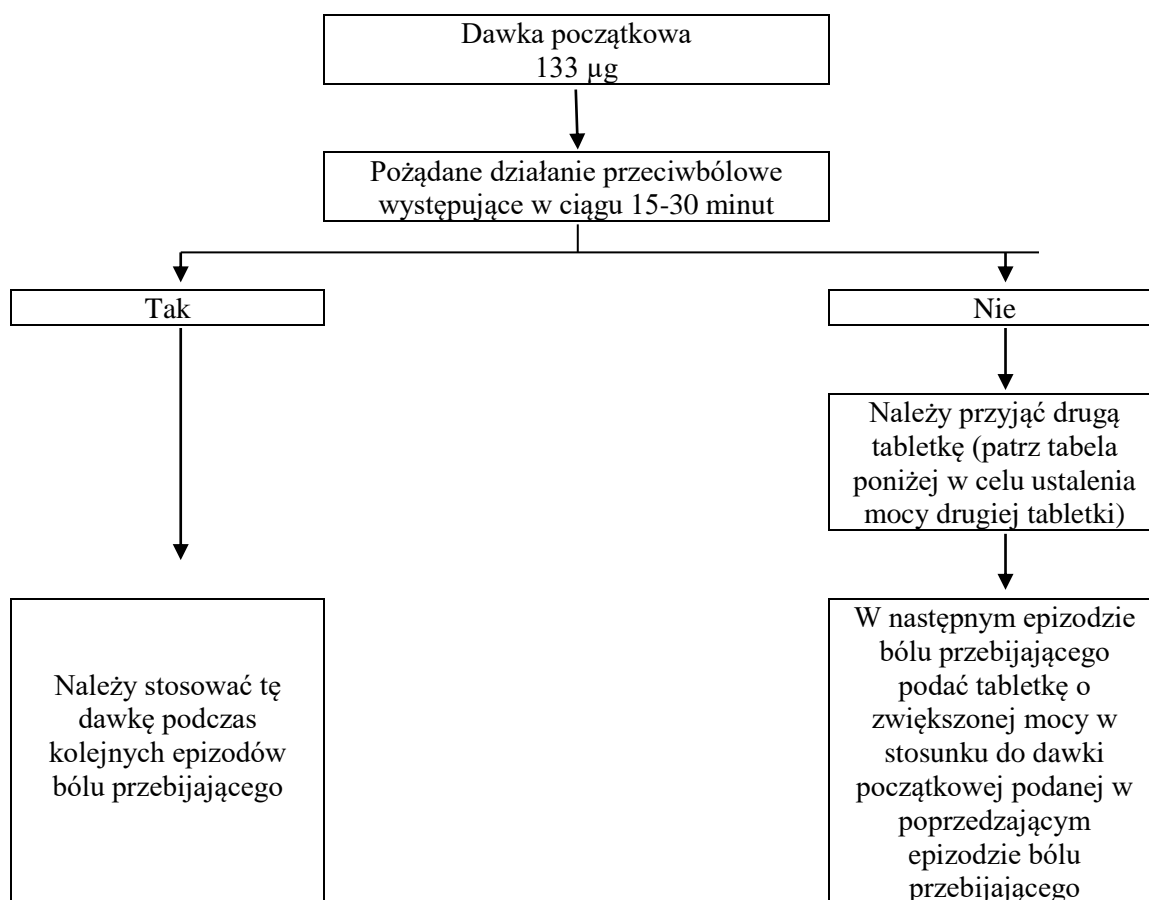 Dawka początkowa
133 µg
Pożądane działanie przeciwbólowe
występujące w ciągu 15-30 minut
Tak
Nie
Należy przyjąć drugą
tabletkę (patrz tabela
poniżej w celu ustalenia
mocy drugiej tabletki)
Należy stosować tę
dawkę podczas
kolejnych epizodów
bólu przebijającego
W następnym epizodzie
bólu przebijającego
podać tabletkę o
zwiększonej mocy w
stosunku do dawki
początkowej podanej w
poprzedzającym
epizodzie bólu
przebijającego